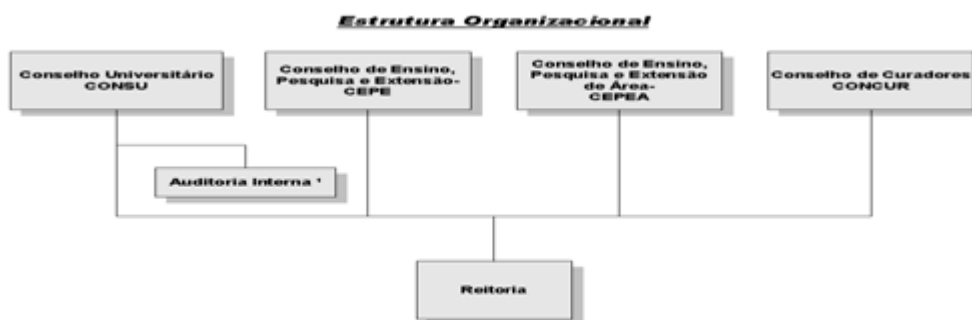 Estrutura Organizacional
Conselho Universitário
CONSU
Conselho de Ensino,
Pesquisa e Extensão-
CEPE
Conselho de Ensino,
Pesquisa e Extensão
de Área-
CEPEA
Conselho de Curadores
CONCUR
Auditoria Interna ¹
Reitoria